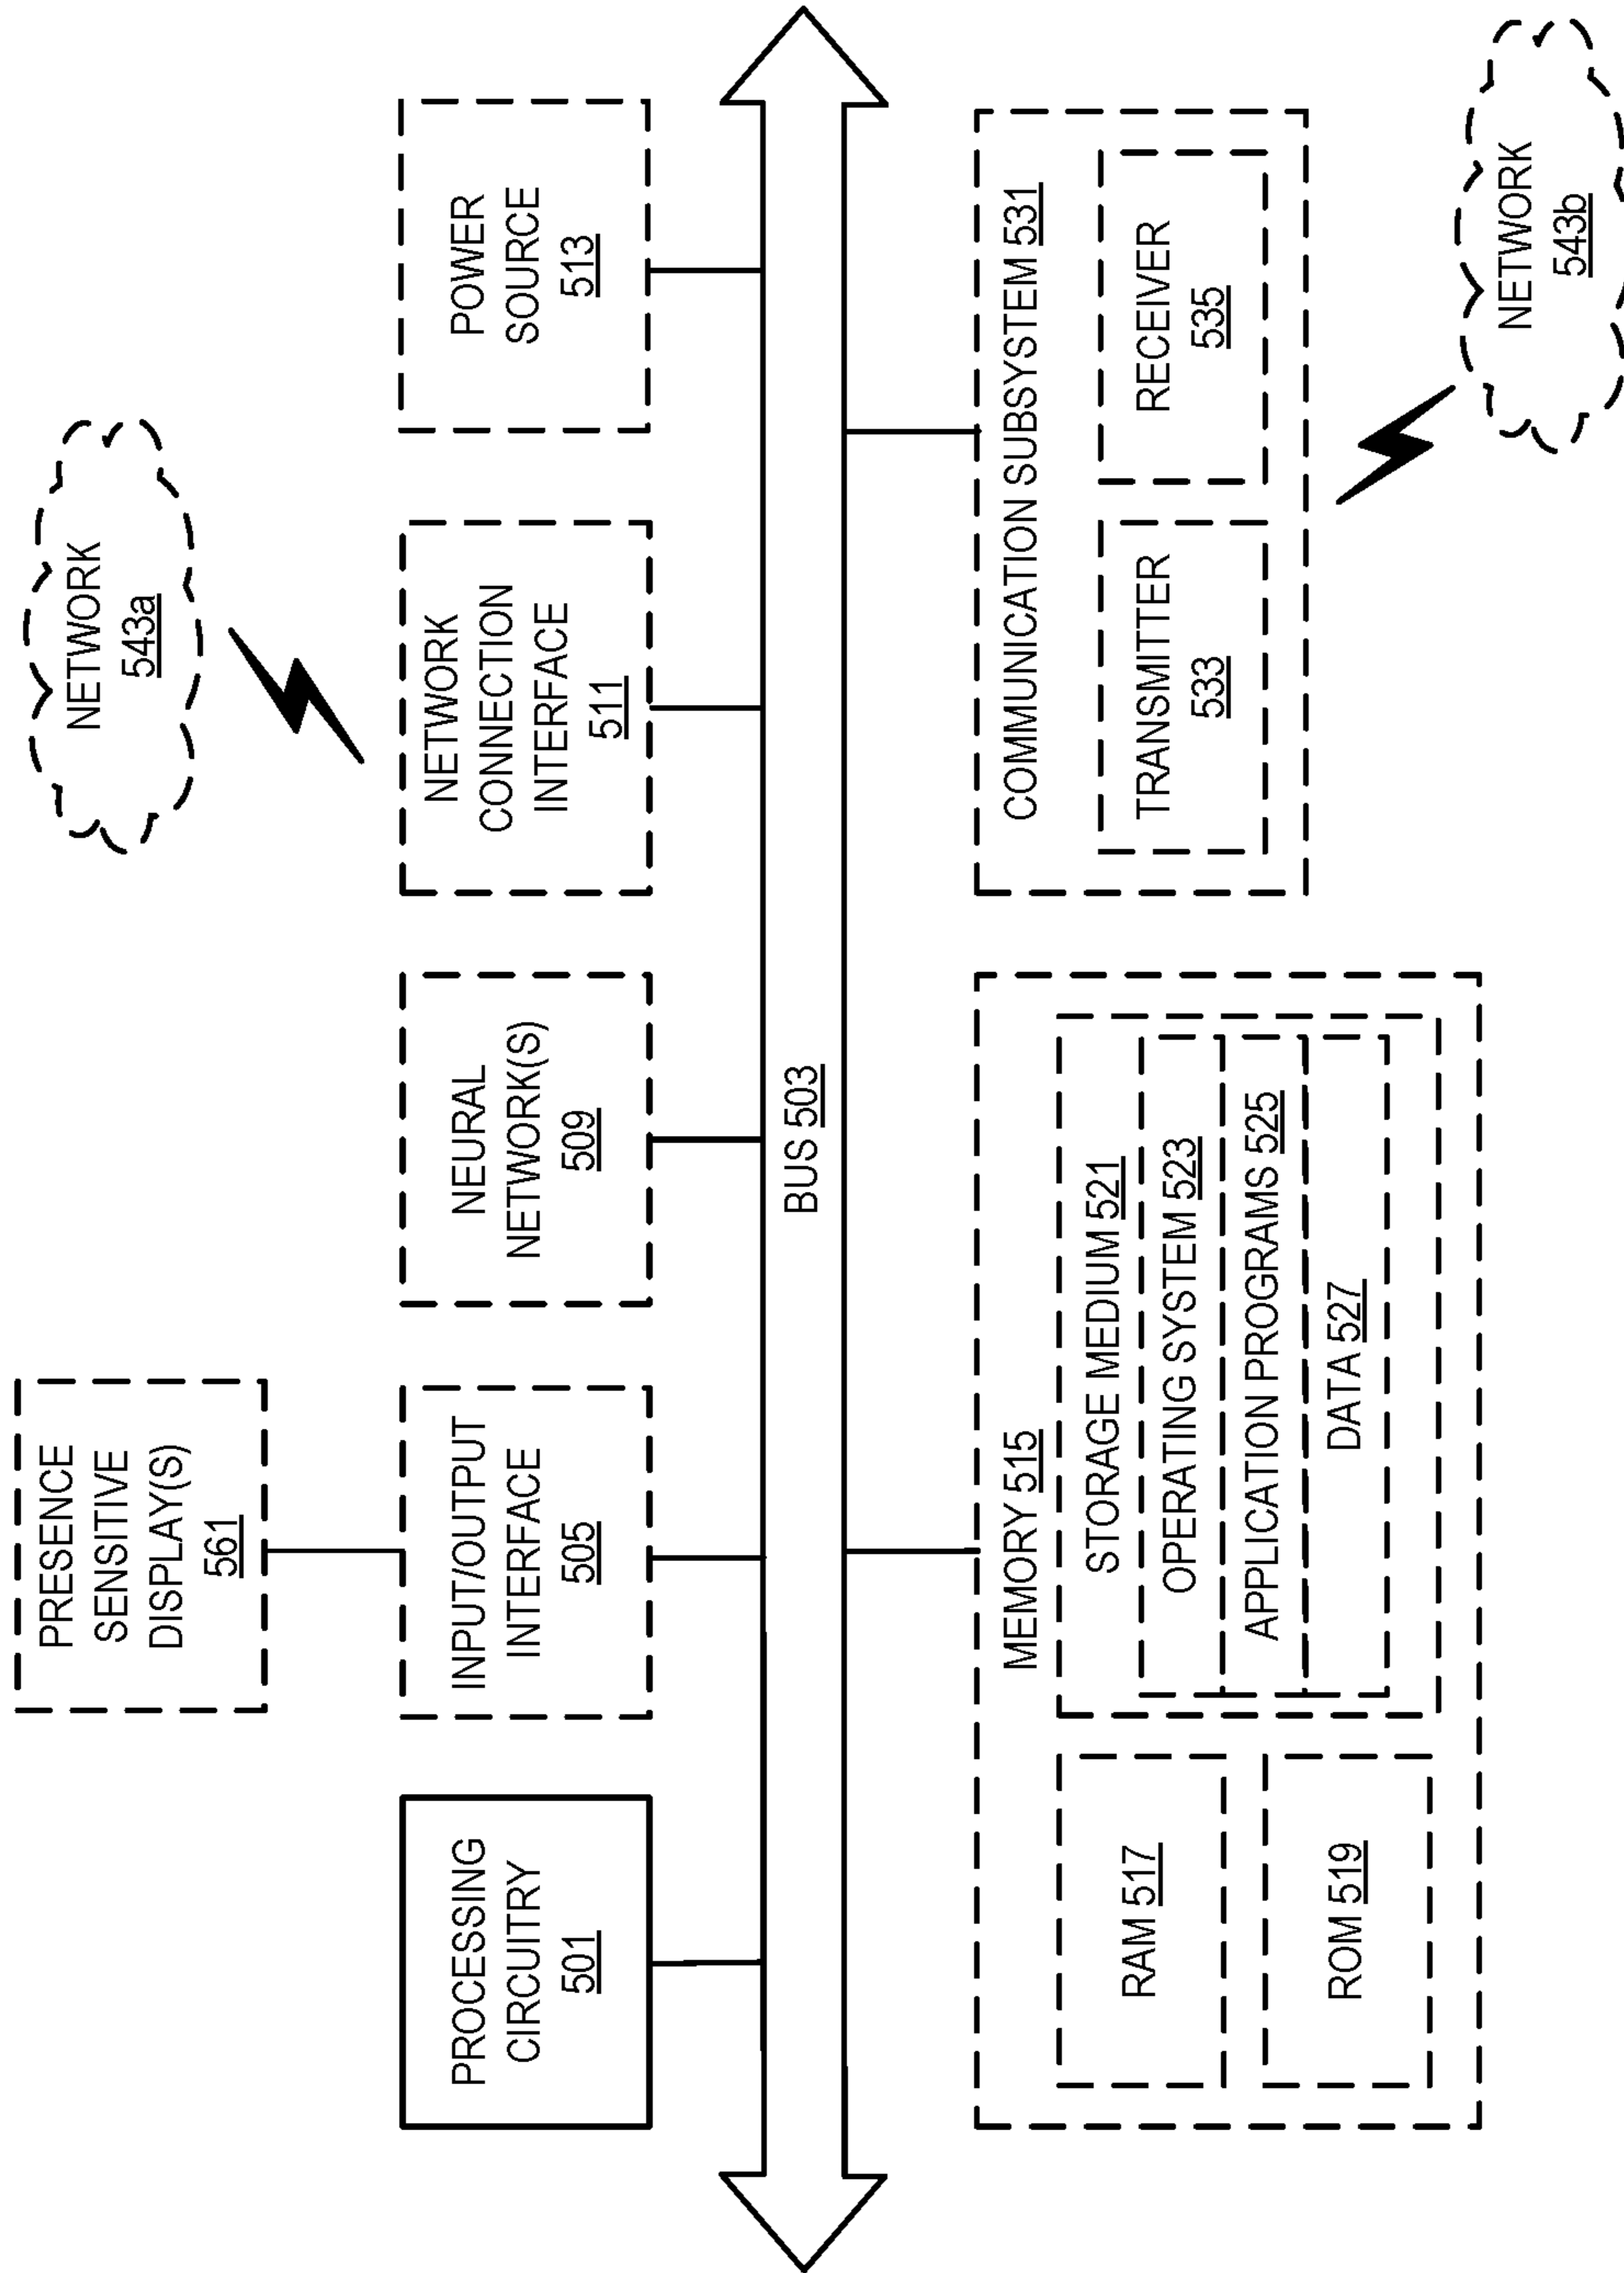 PRESENCE
SENSITIVE
DISPLAY(S)
561
NETWORK
543a
PROCESSING
CIRCUITRY
501
INPUT/OUTPUT
INTERFACE
505
NEURAL
NETWORK(S)
509
NETWORK
CONNECTION
INTERFACE
511
POWER
SOURCE
513
BUS 503
MEMORY 515
RAM 517
ROM 519
STORAGE MEDIUM 521
OPERATING SYSTEM 523
APPLICATION PROGRAMS 525
DATA 527
COMMUNICATION SUBSYSTEM 531
TRANSMITTER
533
RECEIVER
535
NETWORK
543b